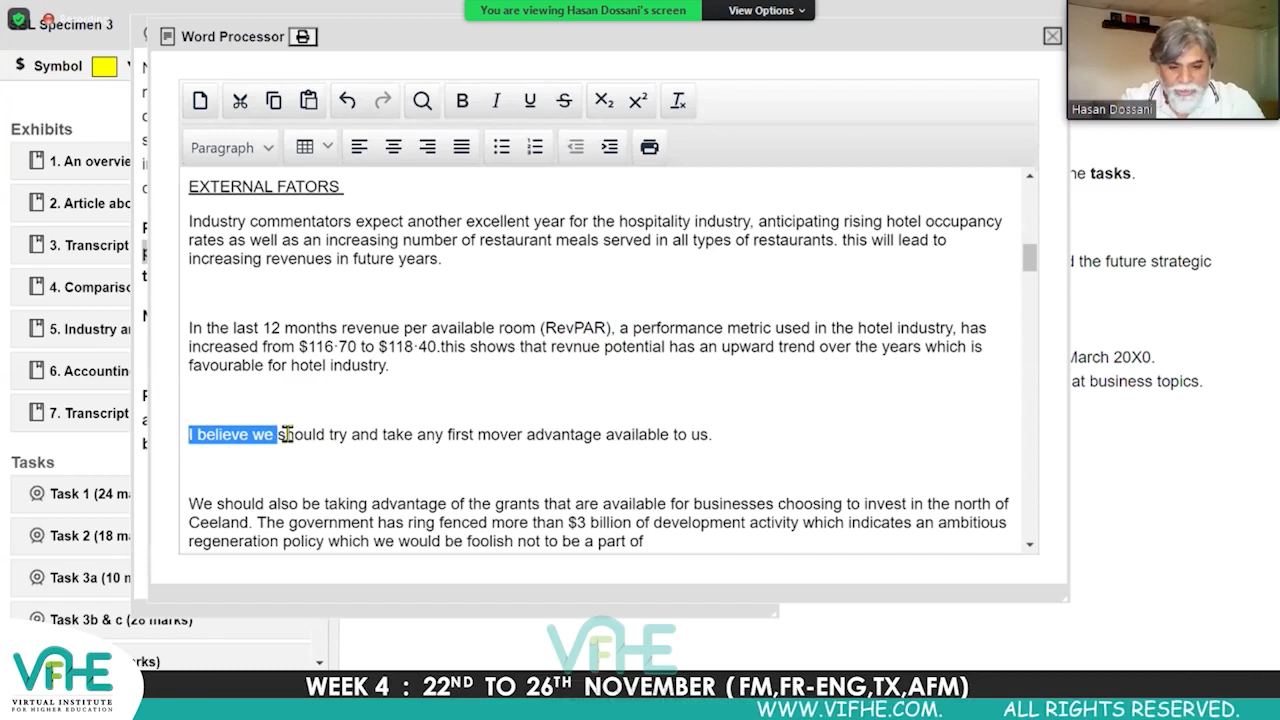 L Specimen 3
You are viewing Hasan Dossani's screen
View Options
Hasan Dossani
$ Symbol
Exhibits
1. An overvie
2. Article abo
3. Transcript
4. Compariso
5. Industry a
6. Accounting
7. Transcript
Tasks
Task 1 (24 ma
Task 2 (18 ma
Task 3a (10 m
Task 3b & c (28 marks)
rks)
Word Processor
B I U S X₂ X² Tx
Paragraph
EXTERNAL FATORS
Industry commentators expect another excellent year for the hospitality industry, anticipating rising hotel occupancy
rates as well as an increasing number of restaurant meals served in all types of restaurants. this will lead to
increasing revenues in future years.
In the last 12 months revenue per available room (RevPAR), a performance metric used in the hotel industry, has
increased from $116·70 to $118·40.this shows that revnue potential has an upward trend over the years which is
favourable for hotel industry.
I believe we should try and take any first mover advantage available to us.
We should also be taking advantage of the grants that are available for businesses choosing to invest in the north of
Ceeland. The government has ring fenced more than $3 billion of development activity which indicates an ambitious
regeneration policy which we would be foolish not to be a part of
he tasks.
d the future strategic
March 20X0.
at business topics.
VIFHE
VIFHE
VIRTUAL INSTITUTE
FOR HIGHER EDUCATION
WEEK 4 : 22ND TO 26TH NOVEMBER (FM,FR-ENG,TX,AFM)
WWW.VIFHE.COM. ALL RIGHTS RESERVED.